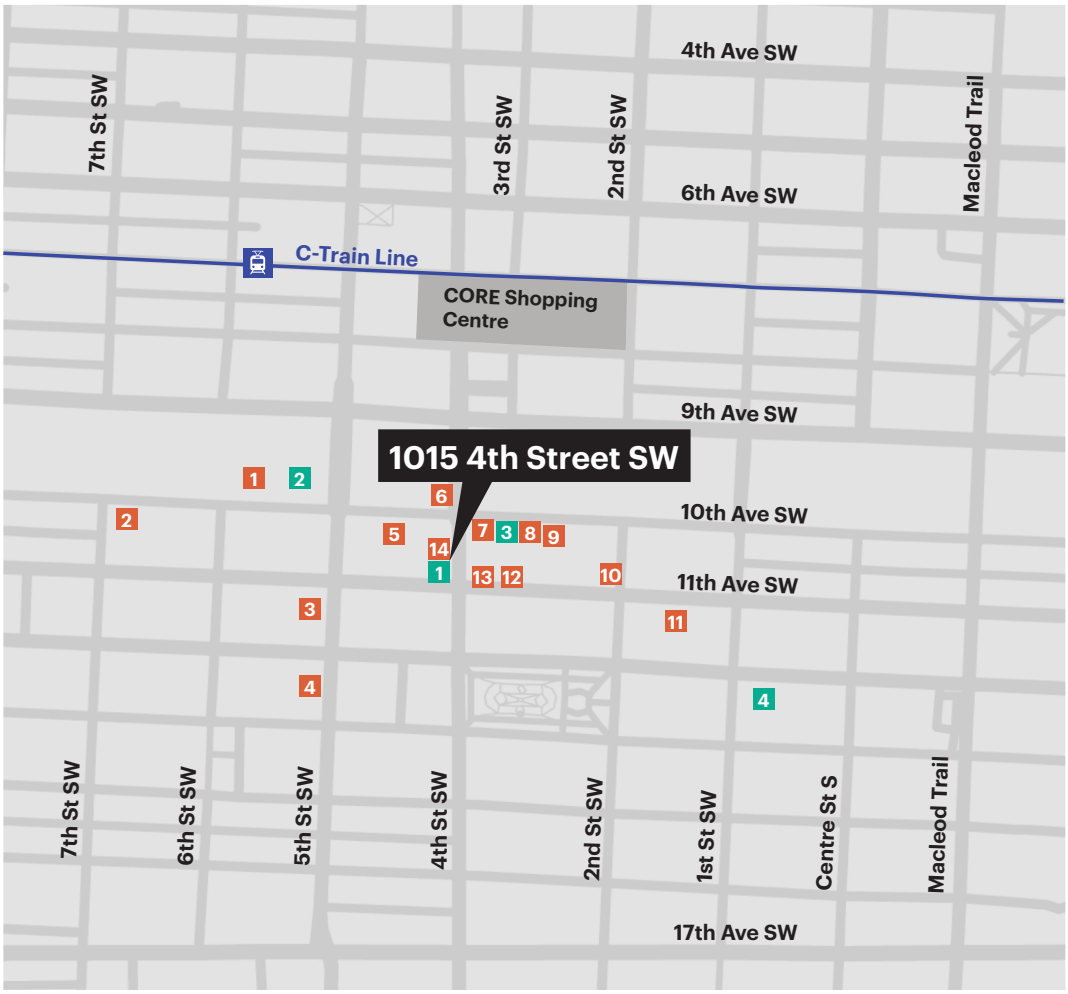 4th Ave SW
7th St SW
3rd St SW
2nd St SW
Macleod Trail
6th Ave SW
C-Train Line
CORE Shopping
Centre
9th Ave SW
1015 4th Street SW
1
2
6
2
10th Ave SW
5
7
3
8
9
14
1
13
12
10
11th Ave SW
3
11
4
4
7th St SW
6th St SW
5th St SW
4th St SW
2nd St SW
1st St SW
Centre St S
Macleod Trail
17th Ave SW